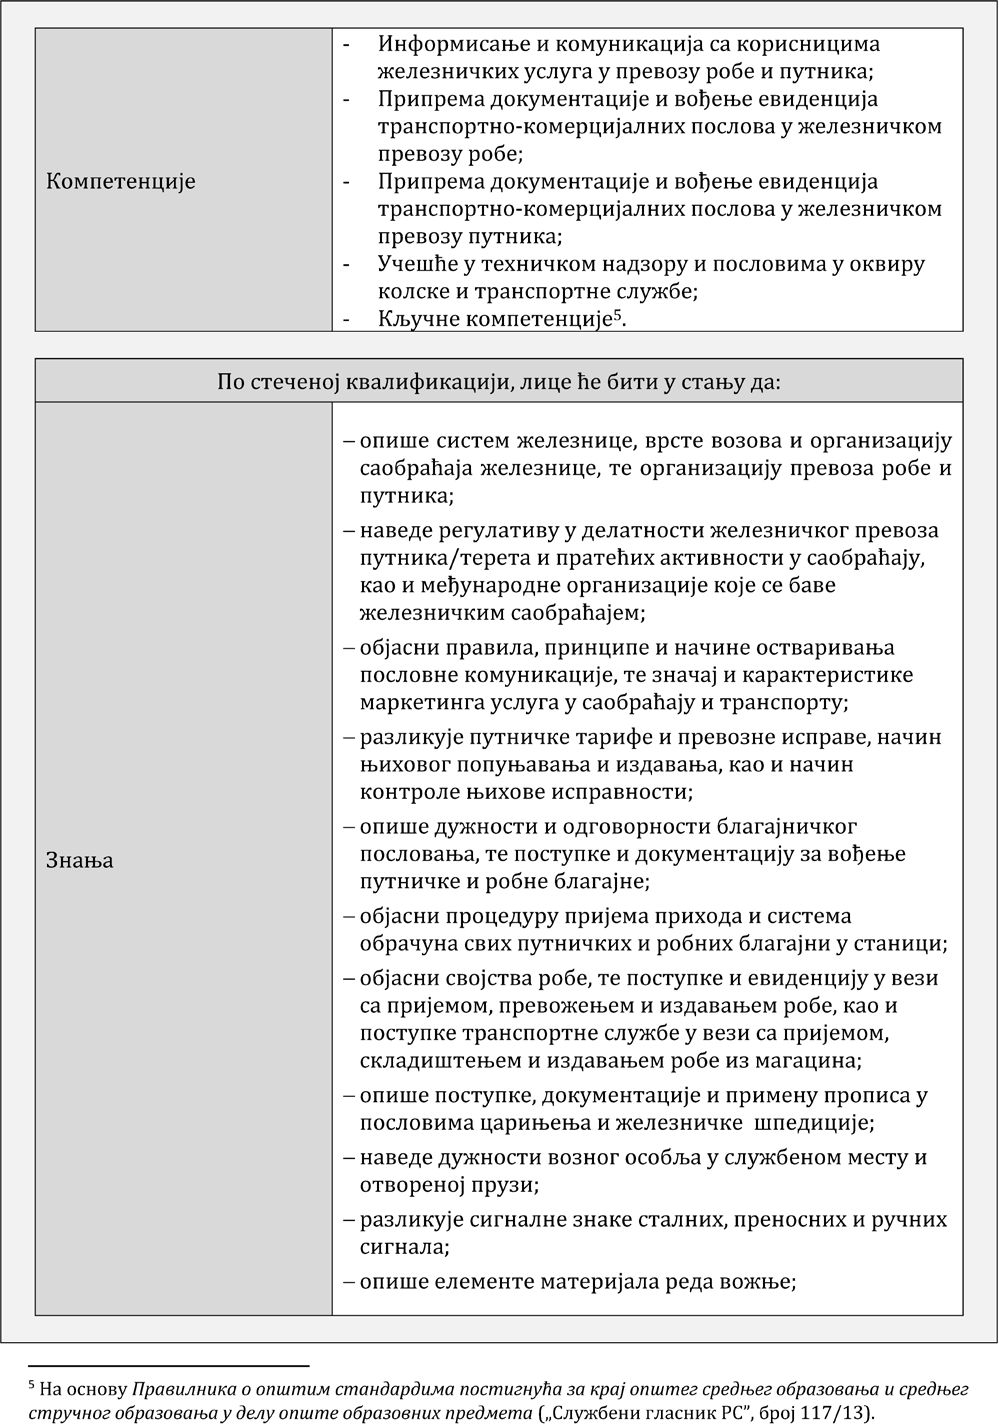 Компетенције
- Информисање и комуникација са корисницима
железничких услуга у превозу робе и путника;
- Припрема документације и вођење евиденција
транспортно-комерцијалних послова у железничком
превозу робе;
- Припрема документације и вођење евиденција
транспортно-комерцијалних послова у железничком
превозу путника;
- Учешће у техничком надзору и пословима у оквиру
колске и транспортне службе;
- Кључне компетенције⁵.
По стеченој квалификацији, лице ће бити у стању да:
Знања
– опише систем железнице, врсте возова и организацију
саобраћаја железнице, те организацију превоза робе и
путника;
– наведе регулативу у делатности железничког превоза
путника/терета и пратећих активности у саобраћају,
као и међународне организације које се баве
железничким саобраћајем;
– објасни правила, принципе и начине остваривања
пословне комуникације, те значај и карактеристике
маркетинга услуга у саобраћају и транспорту;
– разликује путничке тарифе и превозне исправе, начин
њиховог попуњавања и издавања, као и начин
контроле њихове исправности;
– опише дужности и одговорности благајничког
пословања, те поступке и документацију за вођење
путничке и робне благајне;
– објасни процедуру пријема прихода и система
обрачуна свих путничких и робних благајни у станици;
– објасни својства робе, те поступке и евиденцију у вези
са пријемом, превожењем и издавањем робе, као и
поступке транспортне службе у вези са пријемом,
складиштењем и издавањем робе из магацина;
– опише поступке, документације и примену прописа у
пословима царињења и железничке шпедиције;
– наведе дужности возног особља у службеном месту и
отвореној прузи;
– разликује сигналне знаке сталних, преносних и ручних
сигнала;
– опише елементе материјала реда вожње;
⁵ На основу Правилника о општим стандардима постигнућа за крај општег средњег образовања и средњег
стручног образовања у делу опште образовних предмета („Службени гласник РС”, број 117/13).